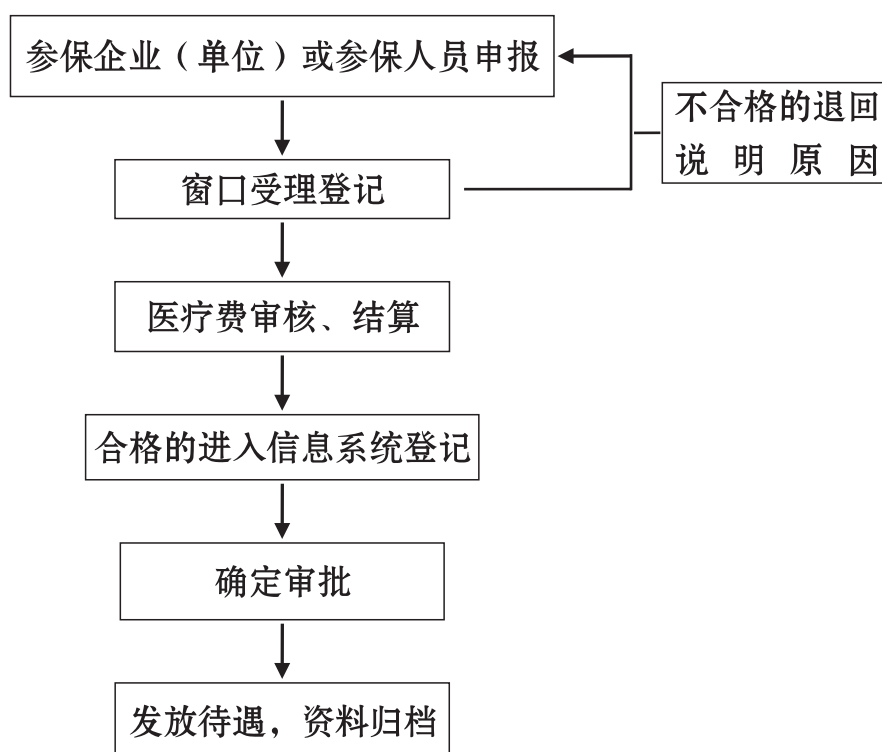 参保企业（单位）或参保人员申报
不合格的退回
说明原因
窗口受理登记
医疗费审核、结算
合格的进入信息系统登记
确定审批
发放待遇，资料归档